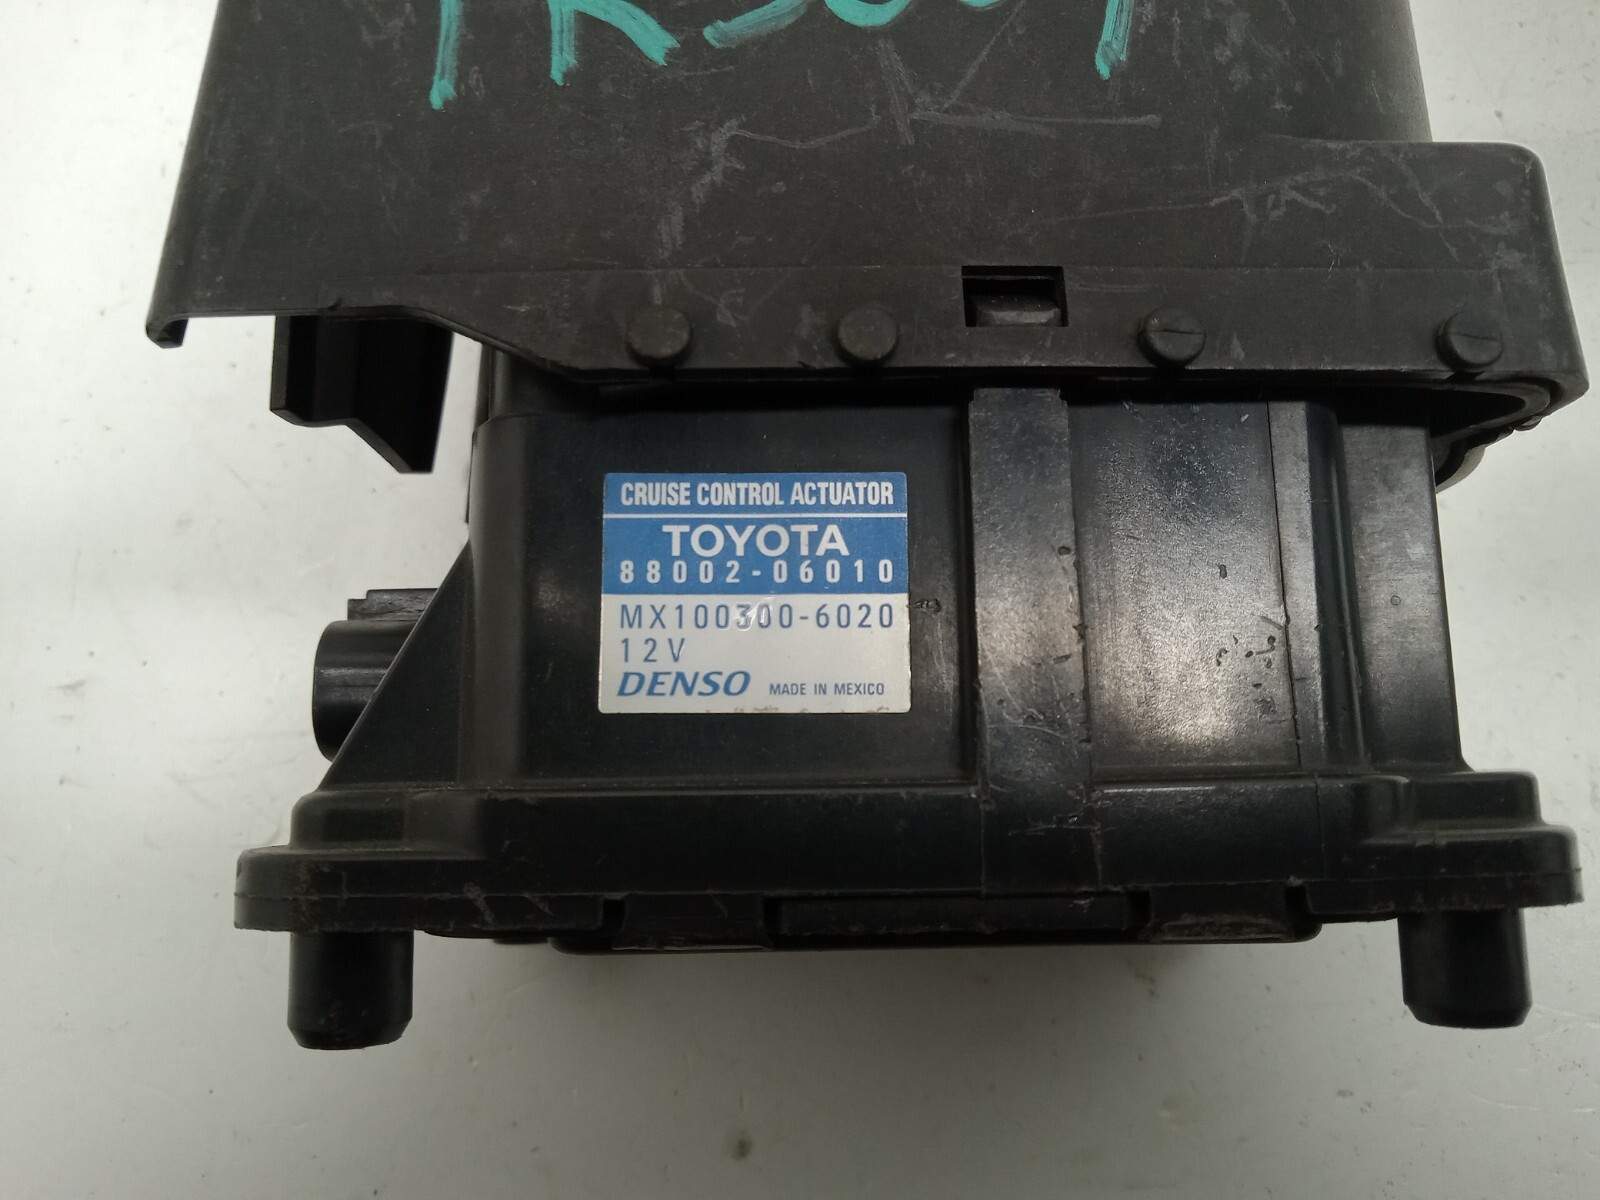 CRUISE CONTROL ACTUATOR
TOYOTA
88002-06010
MX100300-6020
12V
DENSO MADE IN MEXICO